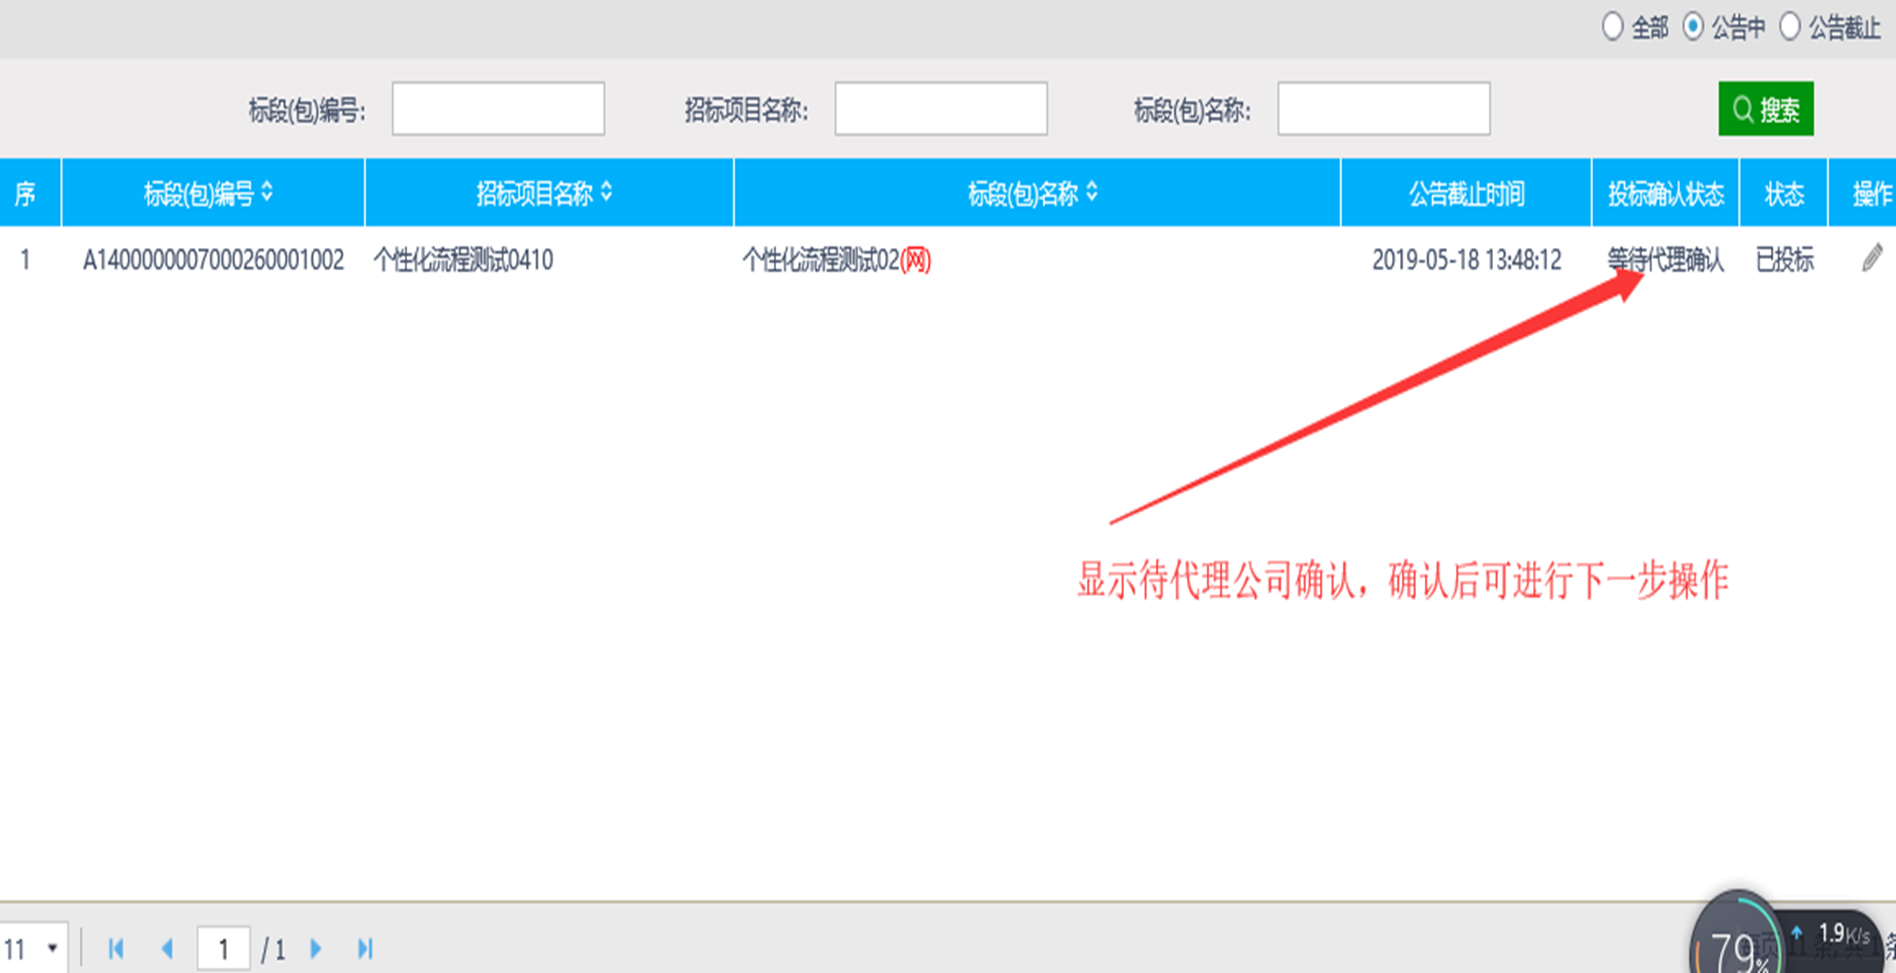 全部 公告中 公告截止
标段(包)编号: 招标项目名称: 标段(包)名称: 搜索
序 标段(包)编号 招标项目名称 标段(包)名称 公告截止时间 投标确认状态 状态 操作
1 A1400000007000260001002 个性化流程测试0410 个性化流程测试02(网) 2019-05-18 13:48:12 等待代理确认 已投标
显示待代理公司确认，确认后可进行下一步操作
11 1 / 1 79% 1.9K/s